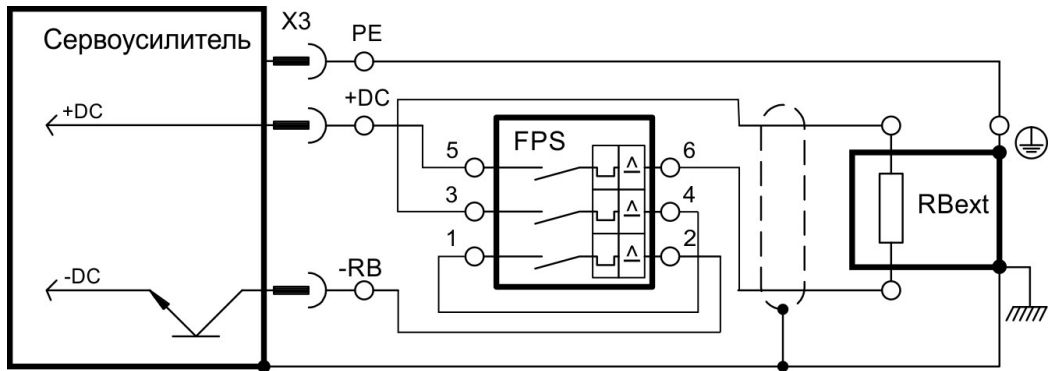 X3
PE
Сервоусилитель
+DC
+DC
FPS
5
6
3
4
1
2
RBext
-DC
-RB